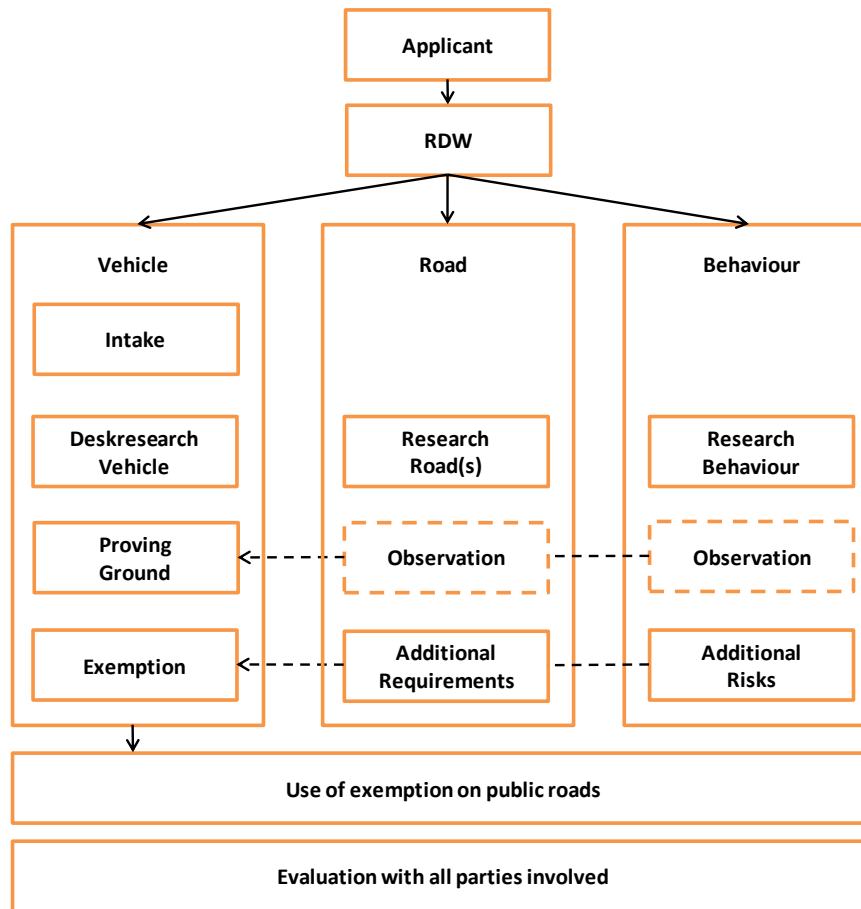 Applicant
RDW
Vehicle
Road
Behaviour
Intake
Deskresearch
Vehicle
Research
Road(s)
Research
Behaviour
Proving
Ground
Observation
Observation
Exemption
Additional
Requirements
Additional
Risks
Use of exemption on public roads
Evaluation with all parties involved